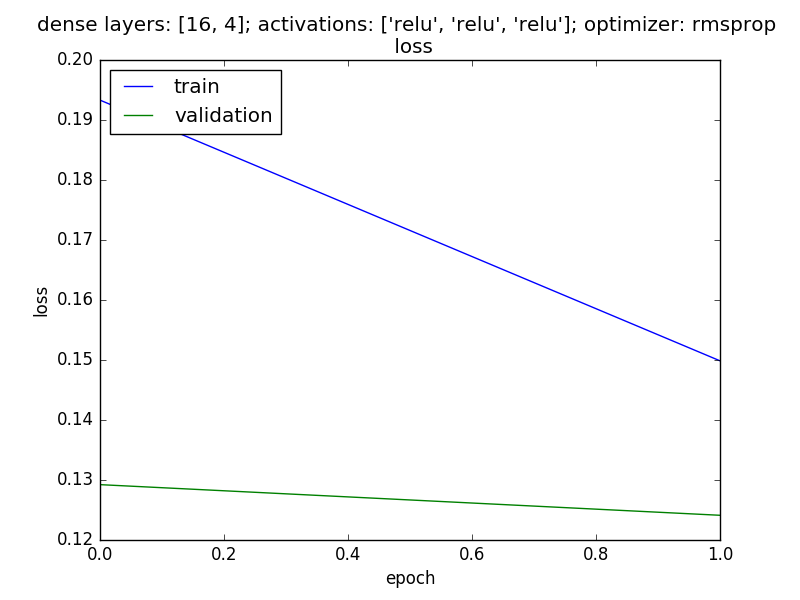 dense layers: [16, 4]; activations: ['relu', 'relu', 'relu']; optimizer: rmsprop
loss
train
validation
0.20
0.19
0.18
0.17
0.16
0.15
0.14
0.13
0.12
loss
0.0 0.2 0.4 0.6 0.8 1.0
epoch